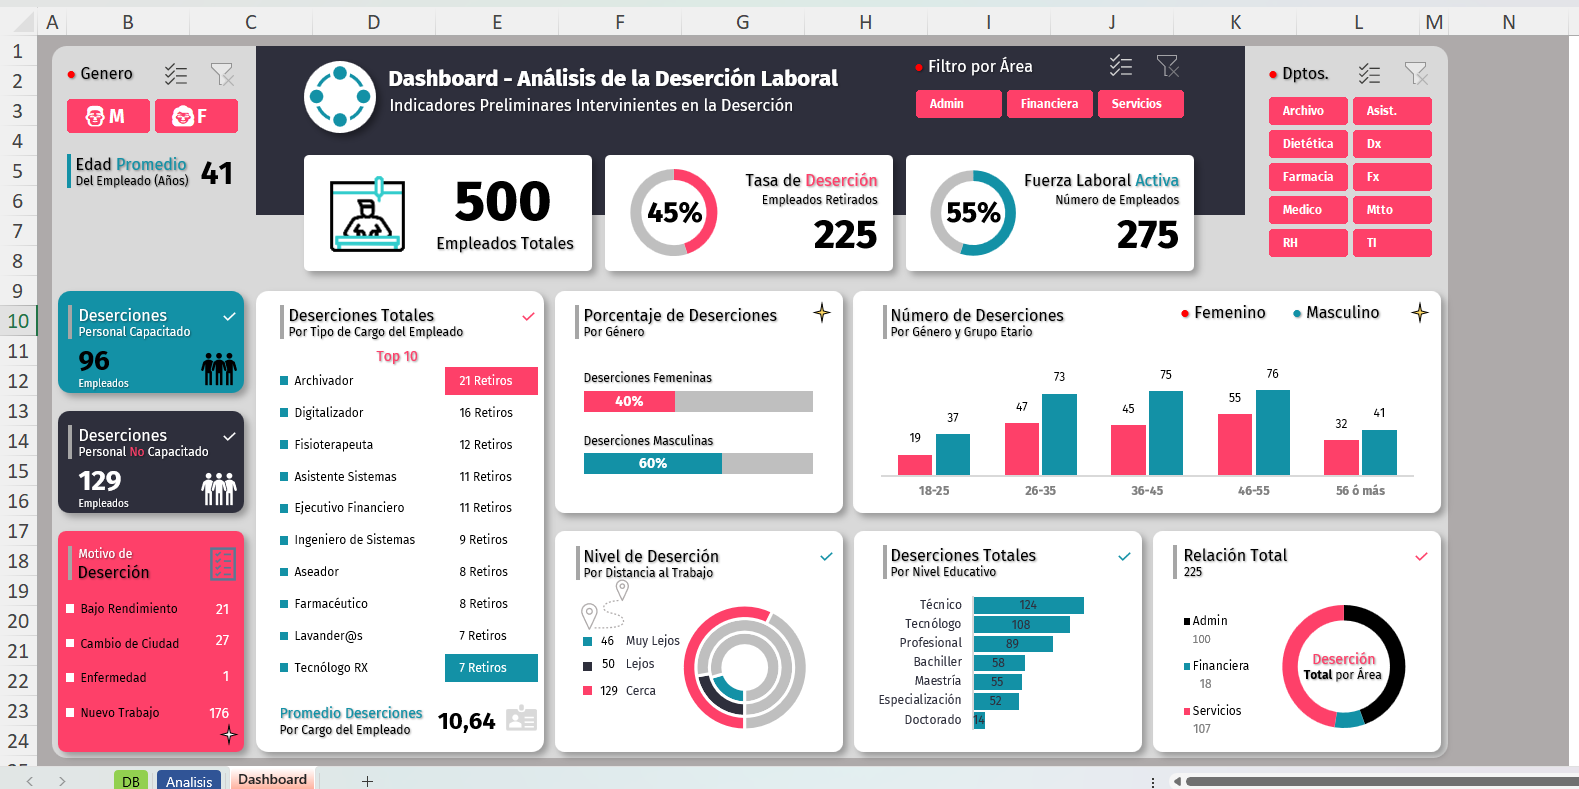 A B C D E F G H I J K L M N
1
2
3
4
5
6
7
8
9
10
11
12
13
14
15
16
17
18
19
20
21
22
23
24
Genero
M F
Edad Promedio
Del Empleado (Años)
41
Dashboard - Análisis de la Deserción Laboral
Indicadores Preliminares Intervinientes en la Deserción
Filtro por Área
Admin Financiera Servicios
Dptos.
Archivo Asist.
Dietética Dx
Farmacia Fx
Medico Mtto
RH TI
500
Empleados Totales
45%
Tasa de Deserción
Empleados Retirados
225
55%
Fuerza Laboral Activa
Número de Empleados
275
Deserciones
Personal Capacitado
96
Empleados
Deserciones
Personal No Capacitado
129
Empleados
Motivo de
Deserción
Bajo Rendimiento 21
Cambio de Ciudad 27
Enfermedad 1
Nuevo Trabajo 176
Deserciones Totales
Por Tipo de Cargo del Empleado
Top 10
Archivador 21 Retiros
Digitalizador 16 Retiros
Fisioterapeuta 12 Retiros
Asistente Sistemas 11 Retiros
Ejecutivo Financiero 11 Retiros
Ingeniero de Sistemas 9 Retiros
Aseador 8 Retiros
Farmacéutico 8 Retiros
Lavander@s 7 Retiros
Tecnólogo RX 7 Retiros
Promedio Deserciones
Por Cargo del Empleado
10,64
Porcentaje de Deserciones
Por Género
Deserciones Femeninas
40%
Deserciones Masculinas
60%
Número de Deserciones
Por Género y Grupo Etario
Femenino Masculino
19 37 47 73 45 75 55 76 32 41
18-25 26-35 36-45 46-55 56 ó más
Nivel de Deserción
Por Distancia al Trabajo
46 Muy Lejos
50 Lejos
129 Cerca
Deserciones Totales
Por Nivel Educativo
Técnico 124
Tecnólogo 108
Profesional 89
Bachiller 58
Maestría 55
Especialización 52
Doctorado 14
Relación Total
225
Admin
100
Financiera
18
Servicios
107
Deserción
Total por Área
DB Analisis Dashboard